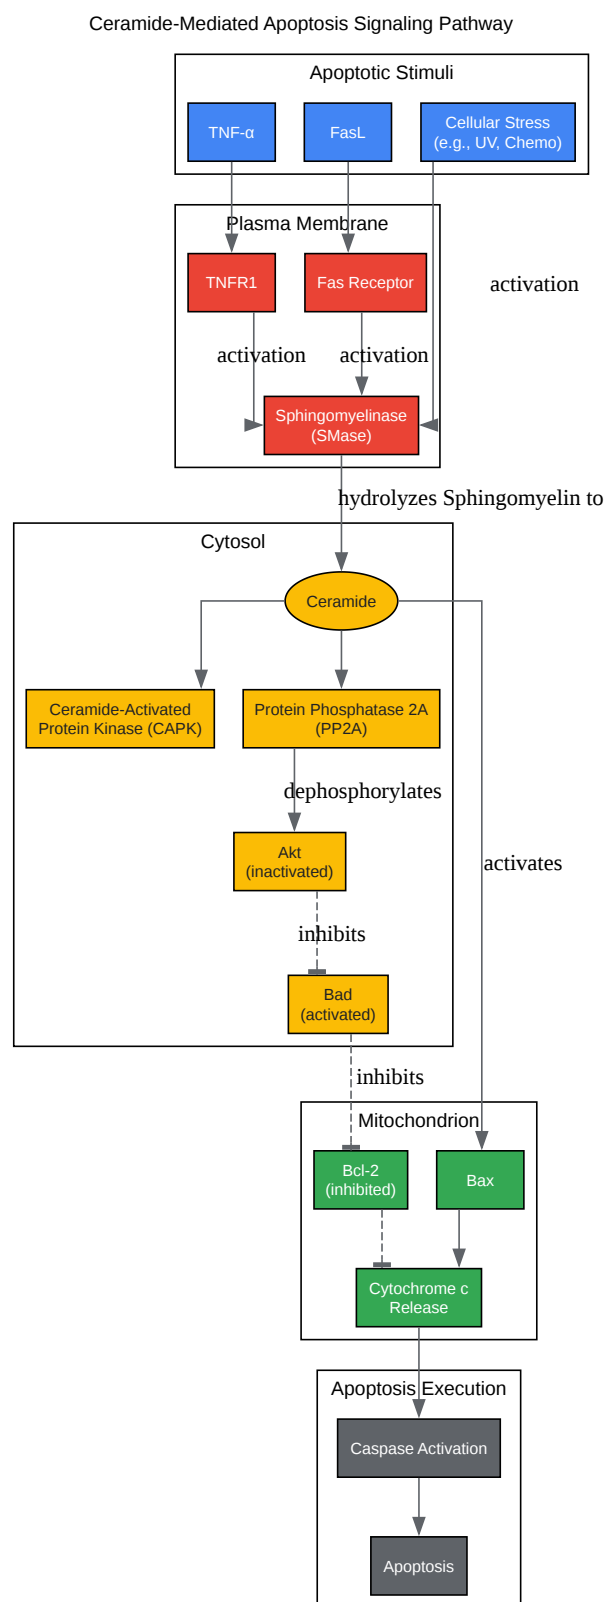 Ceramide-Mediated Apoptosis Signaling Pathway
Apoptotic Stimuli
TNF-α
FasL
Cellular Stress
(e.g., UV, Chemo)
Plasma Membrane
TNFR1
Fas Receptor
activation
activation
activation
Sphingomyelinase
(SMase)
hydrolyzes Sphingomyelin to
Cytosol
Ceramide
Ceramide-Activated
Protein Kinase (CAPK)
Protein Phosphatase 2A
(PP2A)
dephosphorylates
Akt
(inactivated)
activates
inhibits
Bad
(activated)
inhibits
Mitochondrion
Bcl-2
(inhibited)
Bax
Cytochrome c
Release
Apoptosis Execution
Caspase Activation
Apoptosis